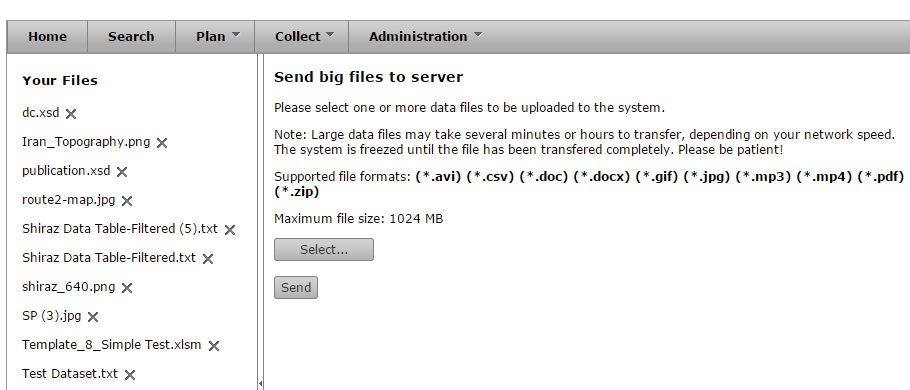 Home Search Plan Collect Administration
Your Files
dc.xsd
Iran_Topography.png
publication.xsd
route2-map.jpg
Shiraz Data Table-Filtered (5).txt
Shiraz Data Table-Filtered.txt
shiraz_640.png
SP (3).jpg
Template_8_Simple Test.xlsm
Test Dataset.txt
Send big files to server
Please select one or more data files to be uploaded to the system.
Note: Large data files may take several minutes or hours to transfer, depending on your network speed.
The system is freezed until the file has been transfered completely. Please be patient!
Supported file formats: (*.avi) (*.csv) (*.doc) (*.docx) (*.gif) (*.jpg) (*.mp3) (*.mp4) (*.pdf)
(*.zip)
Maximum file size: 1024 MB
Select...
Send